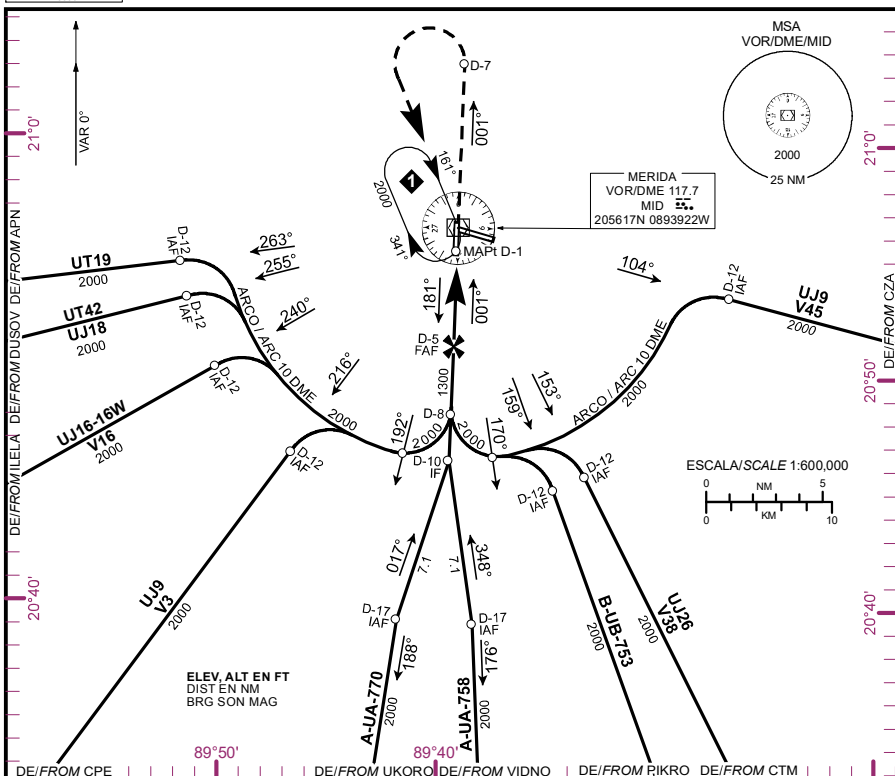 MSA
VOR/DME/MID
2000
25 NM
VAR 0°
21°0'
21°0'
D-7
001°
161°
1
2000
341°
MERIDA
VOR/DME 117.7
MID
205617N 0893922W
MAPt D-1
DE/FROM APN
D-12
IAF
263°
255°
UT19
2000
DE/FROM DUSOV
UT42
UJ18
2000
D-12
IAF
240°
ARCO / ARC 10 DME
181°
001°
104°
D-12
IAF
UJ9
V45
2000
DE/FROM CZA
D-5
FAF
20°50'
216°
D-12
IAF
1300
159°
153°
ARCO / ARC 10 DME
2000
UJ16-16W
V16
2000
DE/FROM ILELA
2000
192°
2000
D-8
2000
170°
D-12
IAF
D-10
IF
D-12
IAF
D-12
IAF
ESCALA/SCALE 1:600,000
0 NM 5
0 KM 10
20°40'
20°40'
UJ9
V3
2000
017°
7.1
7.1
348°
D-17
IAF
188°
D-17
IAF
176°
B-UB-753
2000
UJ26
V38
2000
ELEV, ALT EN FT
DIST EN NM
BRG SON MAG
A-UA-770
2000
A-UA-758
2000
89°50'
89°40'
DE/FROM CPE
DE/FROM UKORO
DE/FROM VIDNO
DE/FROM PIKRO
DE/FROM CTM